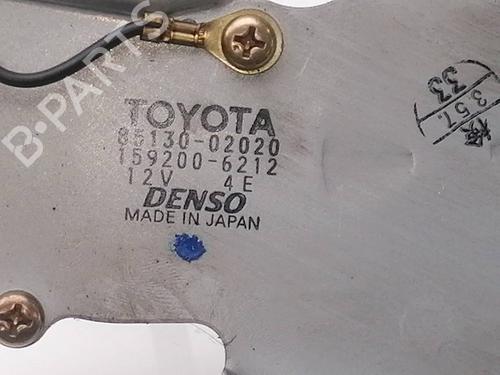 B-PARTS
TOYOTA
85130-02020
159200-6212
12V 4E
DENSO
MADE IN JAPAN
357
33